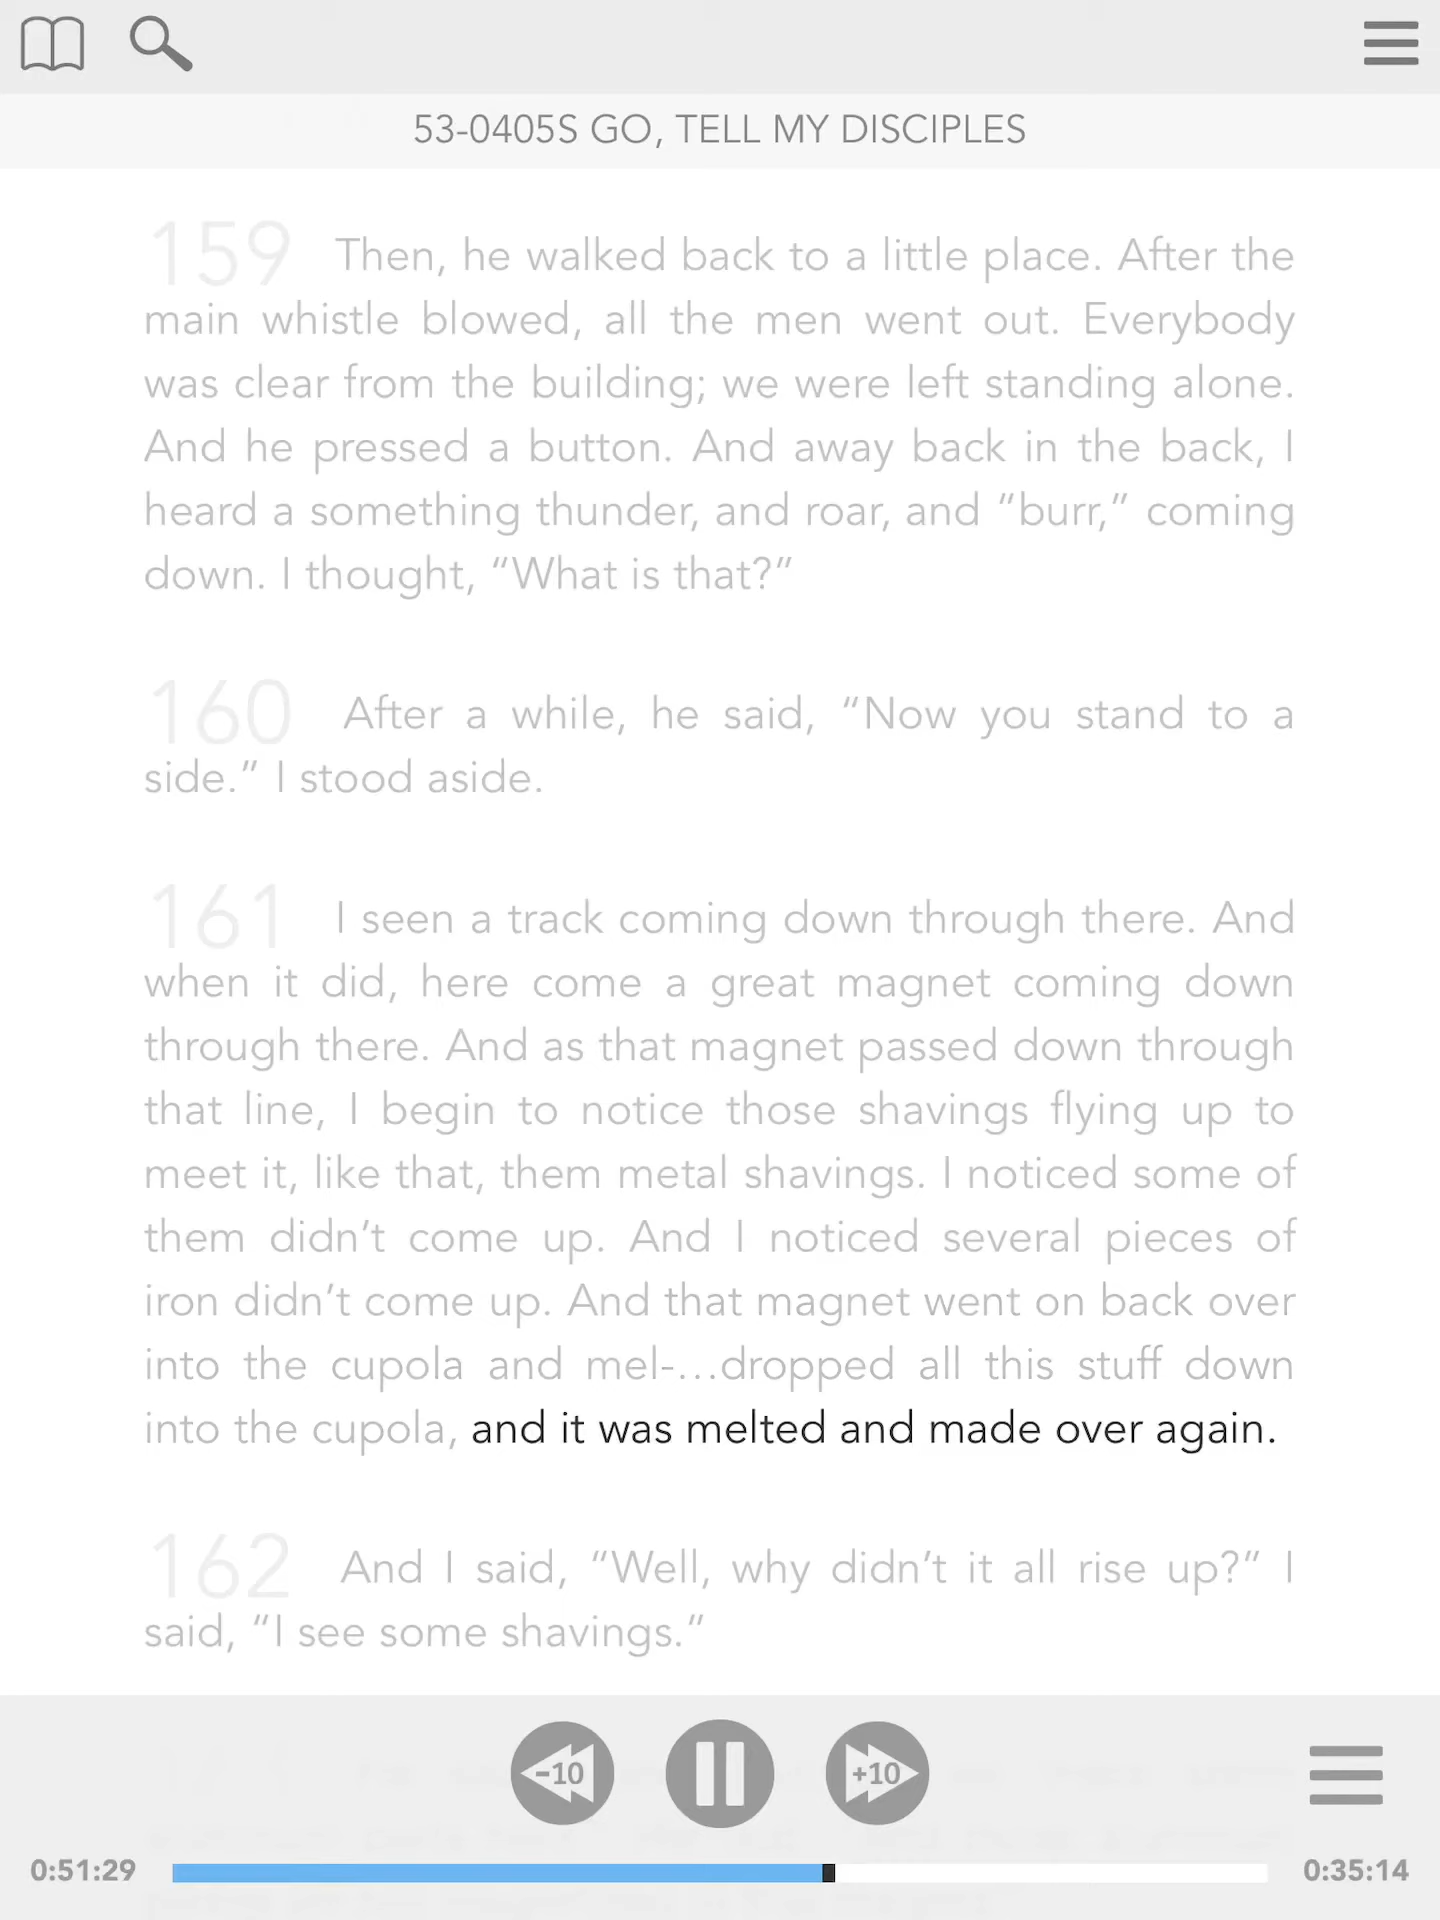 53-0405S GO, TELL MY DISCIPLES
159 Then, he walked back to a little place. After the
main whistle blowed, all the men went out. Everybody
was clear from the building; we were left standing alone.
And he pressed a button. And away back in the back, I
heard a something thunder, and roar, and “burr,” coming
down. I thought, “What is that?”
160 After a while, he said, “Now you stand to a
side.” I stood aside.
161 I seen a track coming down through there. And
when it did, here come a great magnet coming down
through there. And as that magnet passed down through
that line, I begin to notice those shavings flying up to
meet it, like that, them metal shavings. I noticed some of
them didn’t come up. And I noticed several pieces of
iron didn’t come up. And that magnet went on back over
into the cupola and mel-…dropped all this stuff down
into the cupola, and it was melted and made over again.
162 And I said, “Well, why didn’t it all rise up?” I
said, “I see some shavings.”
-10 +10
0:51:29 0:35:14